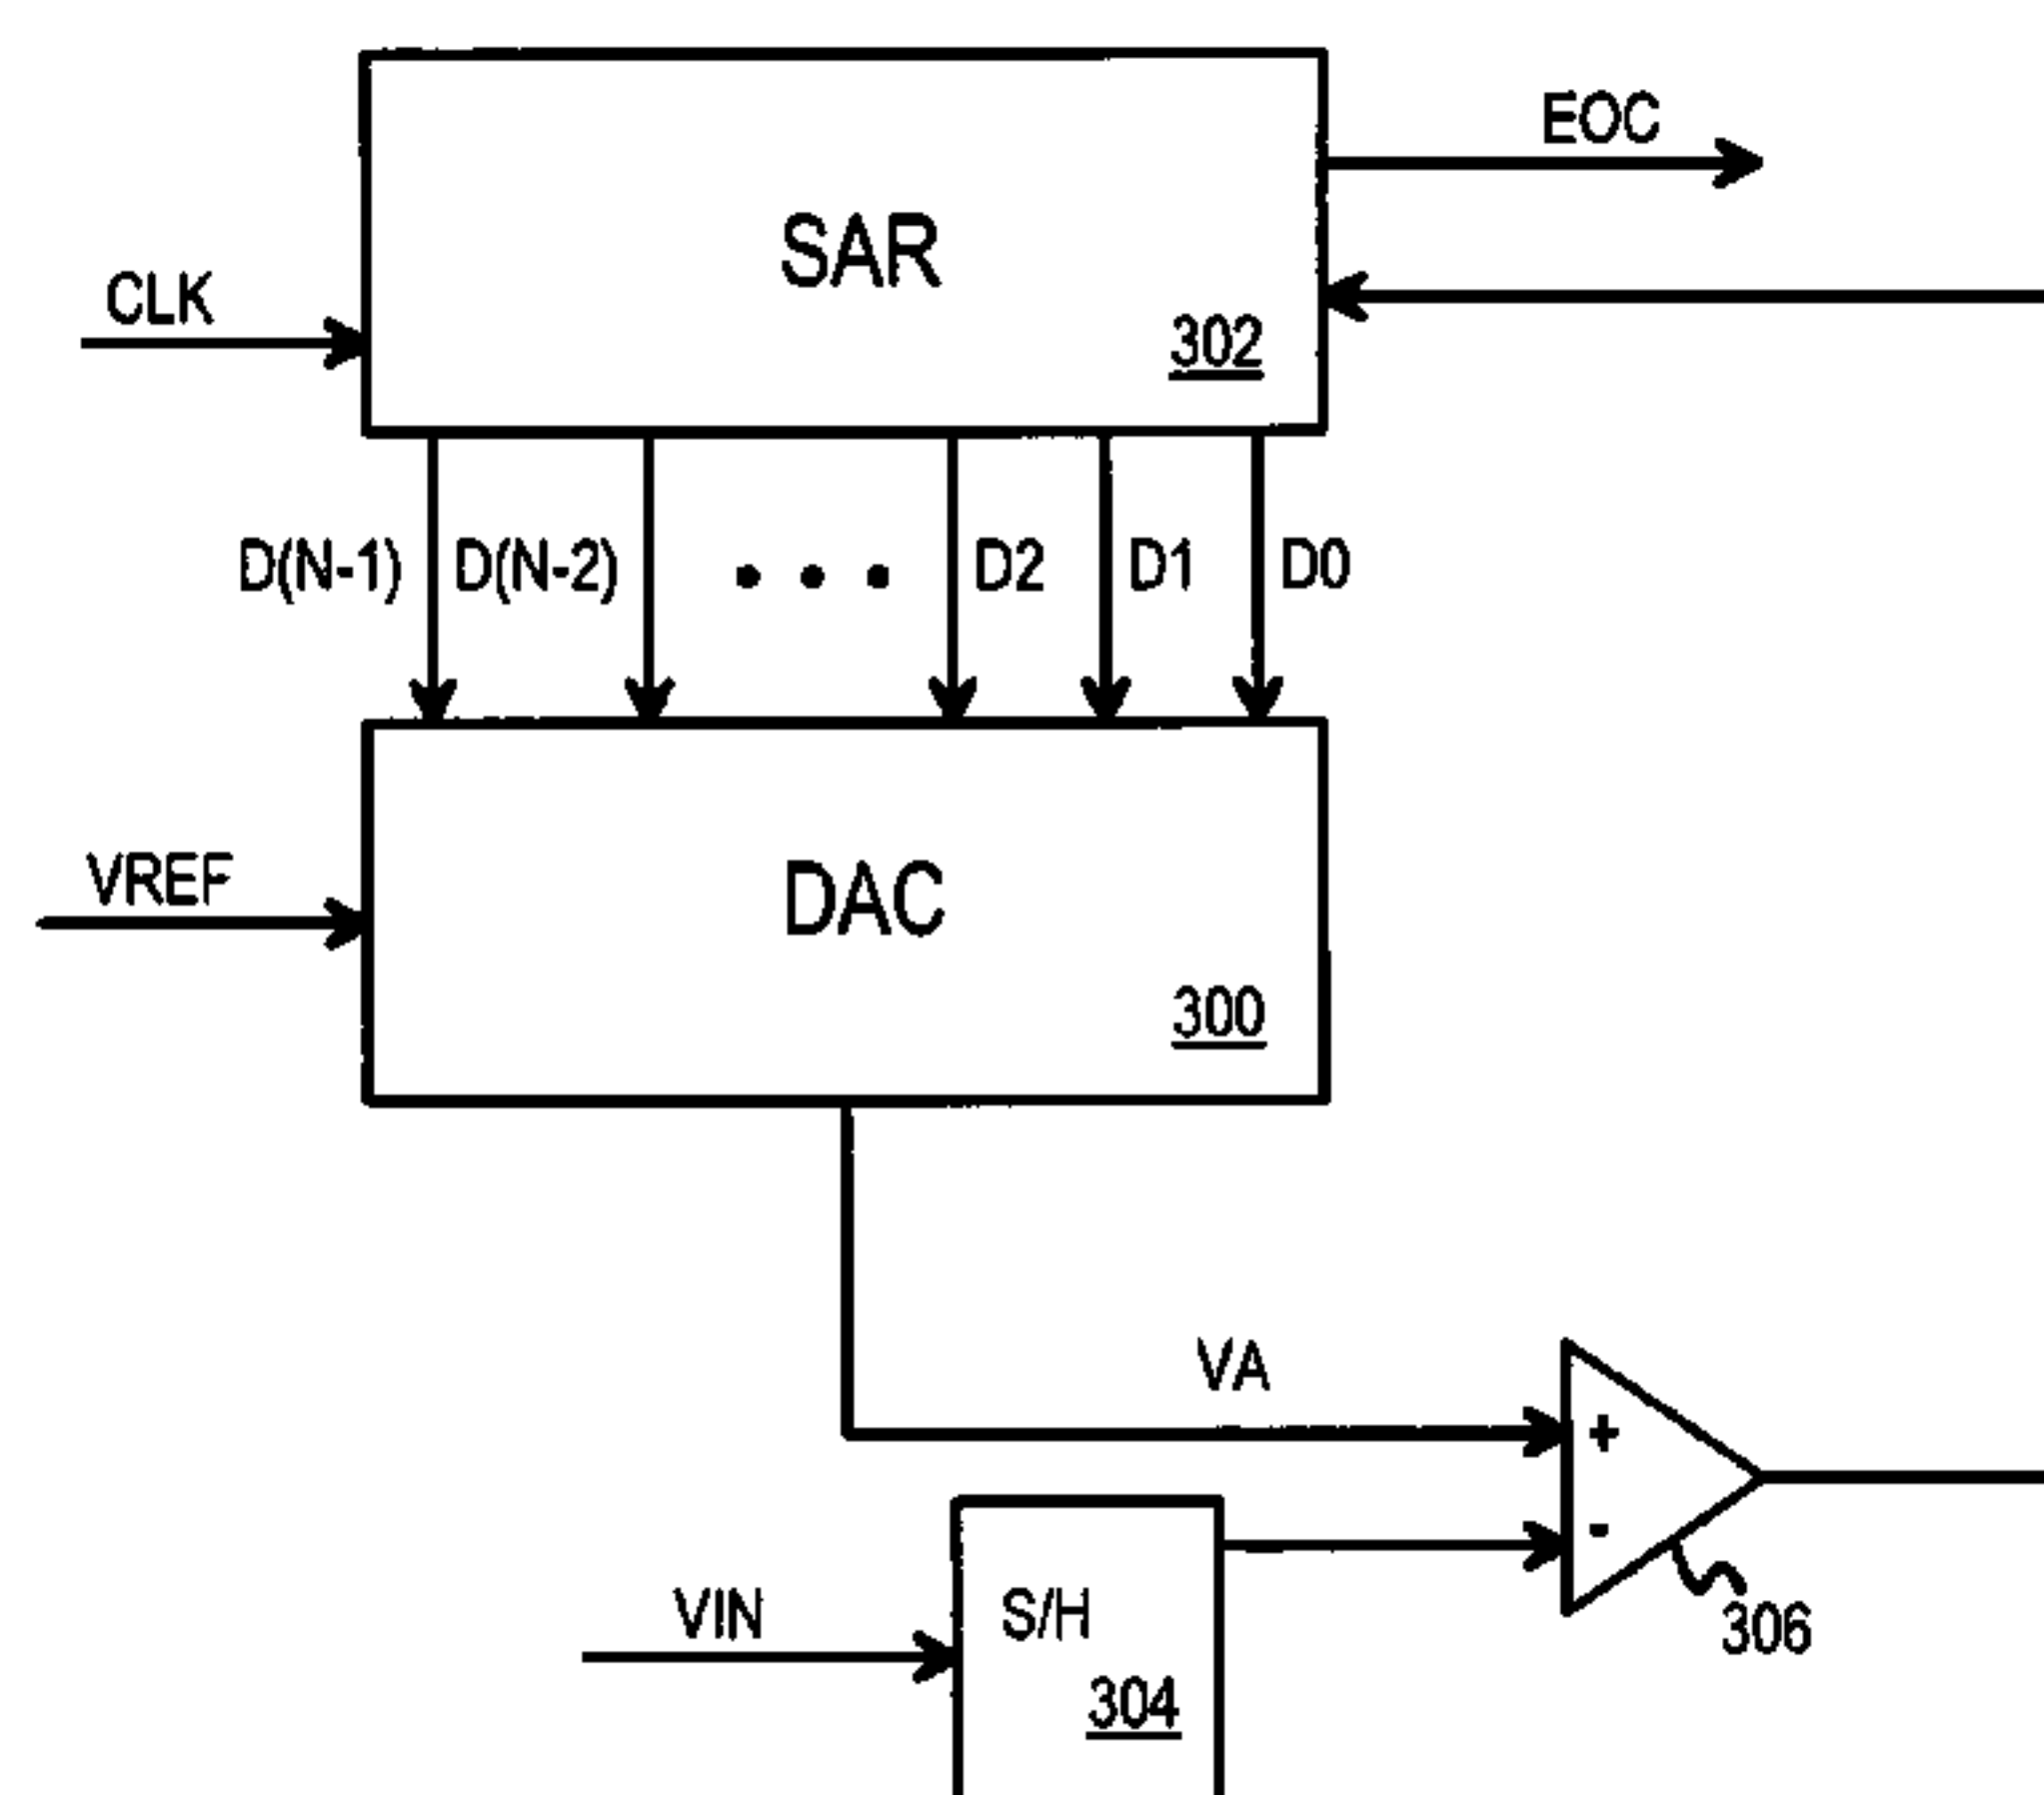 EOC
SAR
CLK
302
D(N-1) D(N-2) • • • D2 D1 D0
VREF
DAC
300
VA
+
-
VIN
S/H
304
306